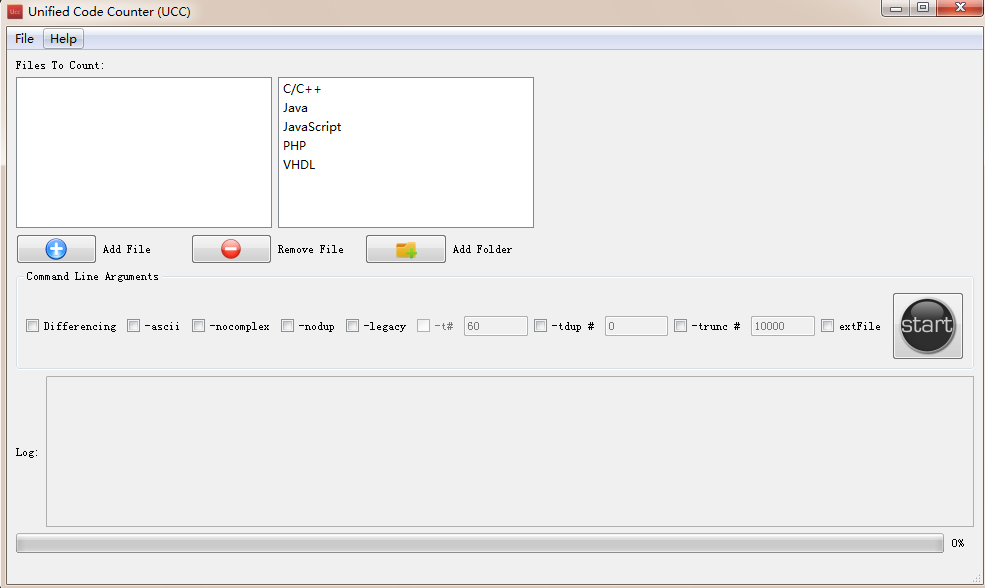 Unified Code Counter (UCC)
File Help
Files To Count:
C/C++
Java
JavaScript
PHP
VHDL
Add File Remove File Add Folder
Command Line Arguments
Differencing -ascii -nocomplex -nodup -legacy -t# 60 -tdup # 0 -trunc # 10000 extFile start
Log:
0%